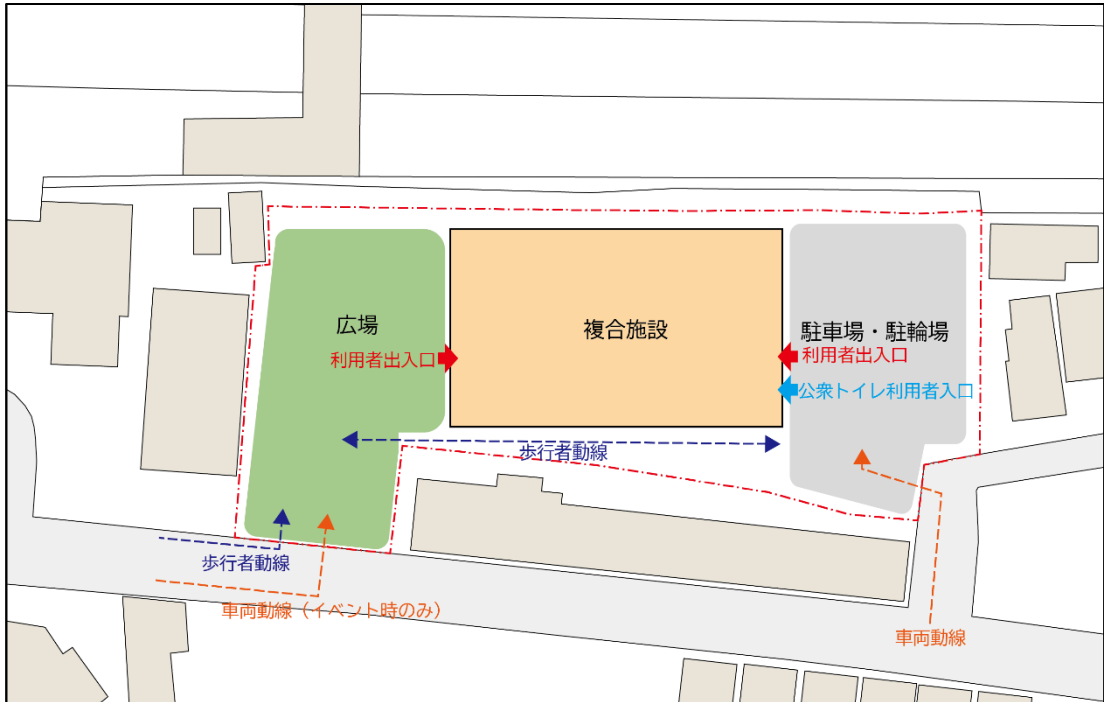 広場
複合施設
駐車場・駐輪場
利用者出入口
利用者出入口
公衆トイレ利用者入口
歩行者動線
歩行者動線
車両動線（イベント時のみ）
車両動線